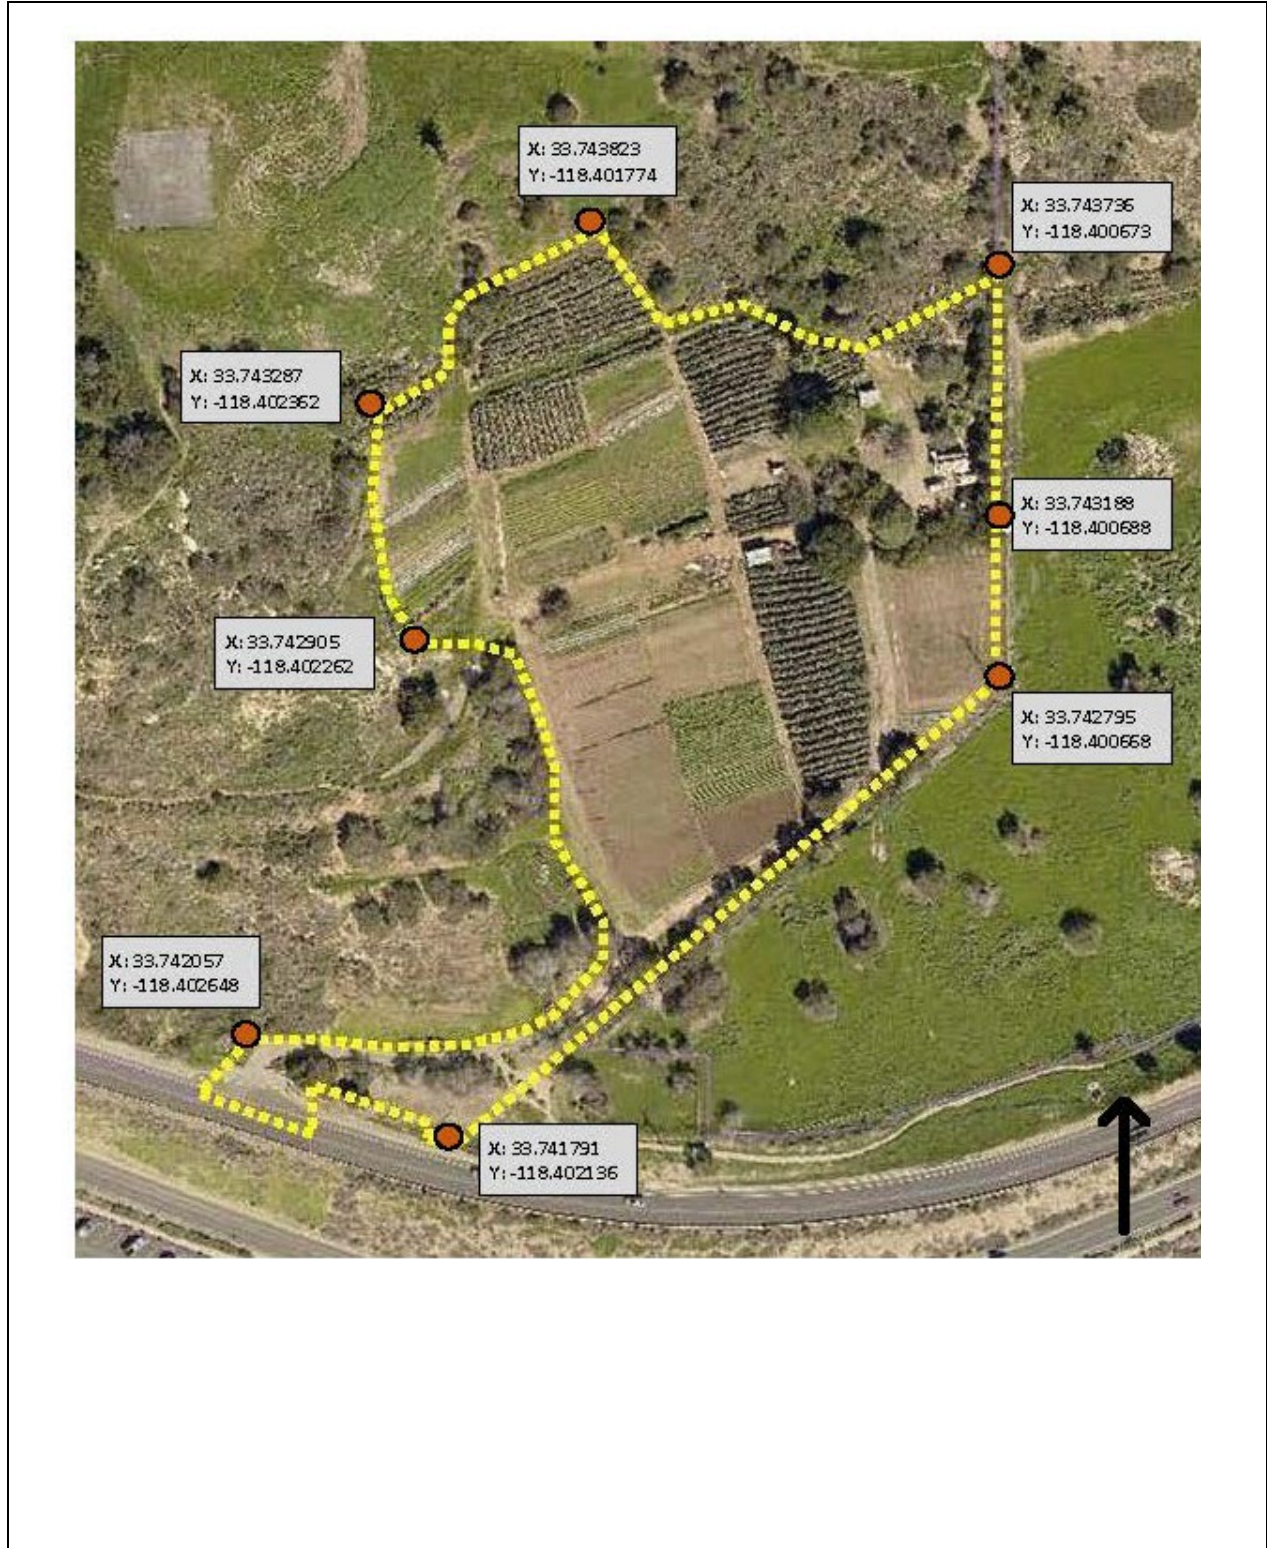 X: 33.743823
Y: -118.401774
X: 33.743736
Y: -118.400673
X: 33.743287
Y: -118.402362
X: 33.743188
Y: -118.400688
X: 33.742905
Y: -118.402262
X: 33.742795
Y: -118.400668
X: 33.742057
Y: -118.402648
X: 33.741791
Y: -118.402136